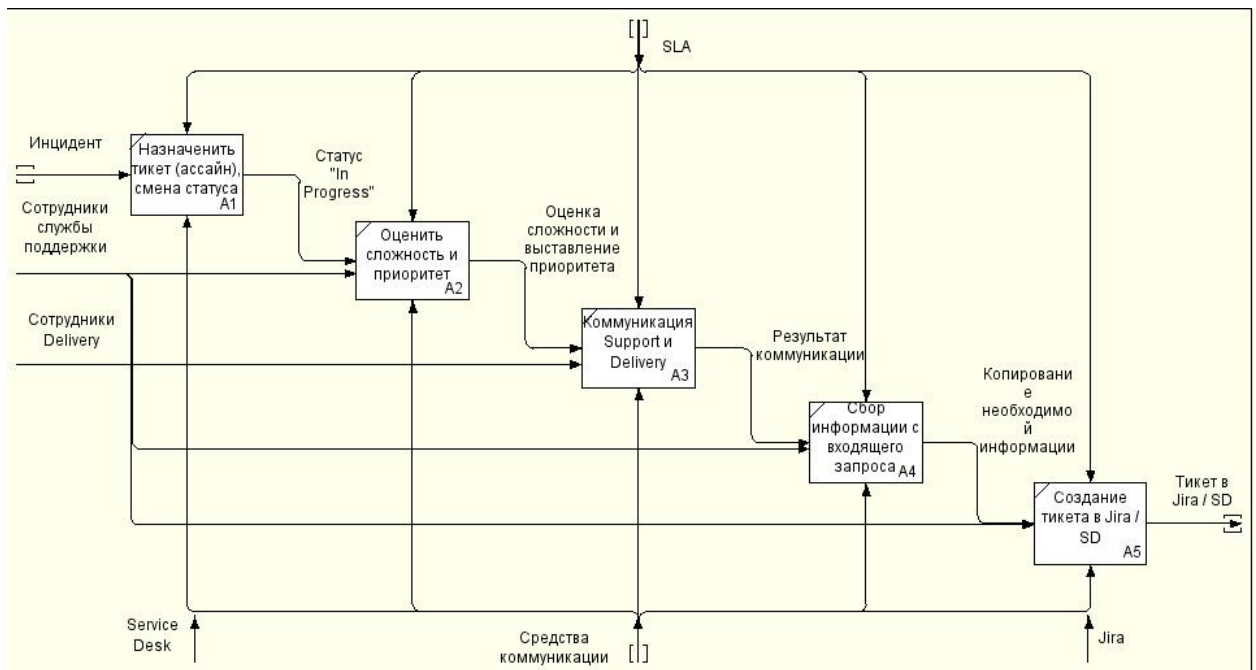 SLA
Инцидент
Назначенить
тикет (ассайн),
смена статуса
A1
Статус
"In
Progress"
Сотрудники
службы
поддержки
Оценить
сложность и
приоритет
A2
Оценка
сложности и
выставление
приоритета
Сотрудники
Delivery
Коммуникация
Support и
Delivery
A3
Результат
коммуникации
Сбор
информации с
входящего
запроса
A4
Копировани
е
необходимо
й
информации
Создание
тикета в Jira /
SD
A5
Тикет в
Jira / SD
Service
Desk
Средства
коммуникации
Jira